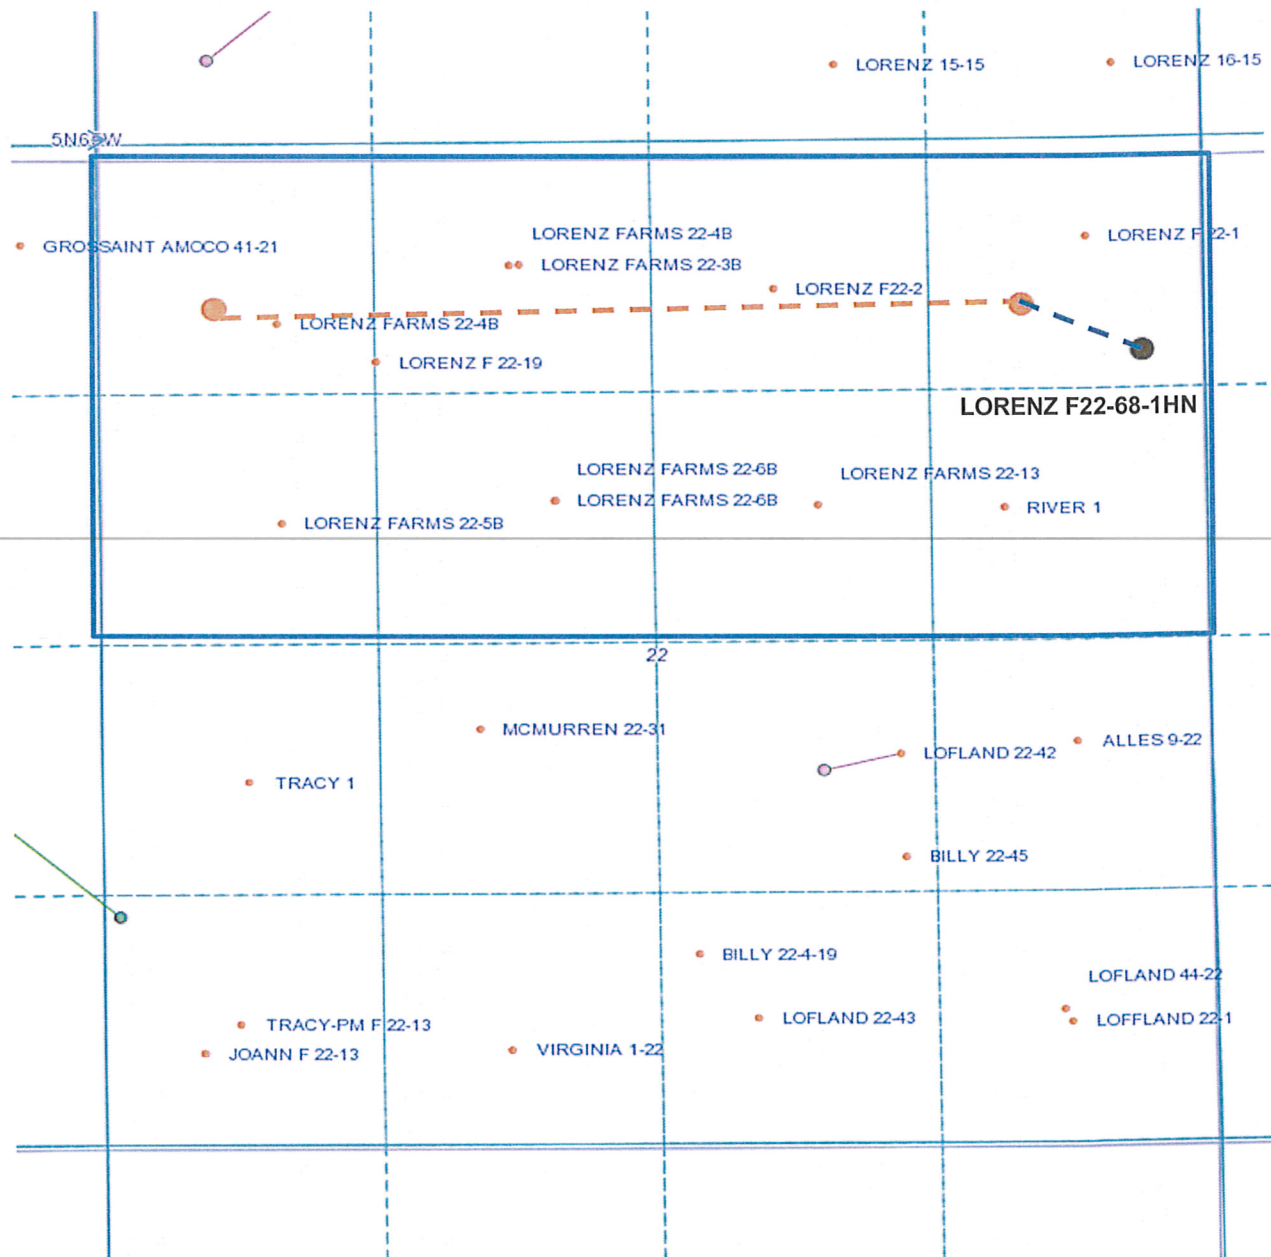 LORENZ 15-15
LORENZ 16-15
LORENZ FARMS 22-4B
LORENZ F 22-1
GROSSAINT AMOCO 41-21
LORENZ FARMS 22-3B
LORENZ F22-2
LORENZ FARMS 22-4B
LORENZ F 22-19
LORENZ F22-68-1HN
LORENZ FARMS 22-6B
LORENZ FARMS 22-13
LORENZ FARMS 22-6B
RIVER 1
LORENZ FARMS 22-5B
22
MCMURREN 22-31
ALLES 9-22
LOFLAND 22-42
TRACY 1
BILLY 22-45
BILLY 22-4-19
LOFLAND 44-22
LOFLAND 22-43
LOFFLAND 22-1
TRACY-PM F 22-13
VIRGINIA 1-22
JOANN F 22-13